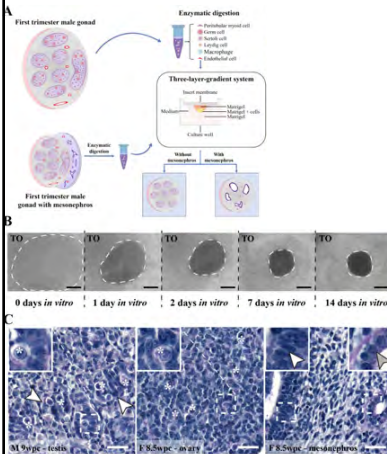 A
First trimester male gonad
Enzymatic digestion
Peritubular myoid cell
Germ cell
Sertoli cell
Leydig cell
Macrophage
Endothelial cell
Three-layer-gradient system
Insert membrane
Medium
Matrigel
Matrigel + cells
Matrigel
Culture well
Enzymatic
digestion
First trimester male
gonad with mesonephros
Without
mesonephros
With
mesonephros
B
TO
TO
TO
TO
TO
0 days in vitro
1 day in vitro
2 days in vitro
7 days in vitro
14 days in vitro
C
M 9wpc - testis
F 8.5wpc - ovary
F 8.5wpc - mesonephros